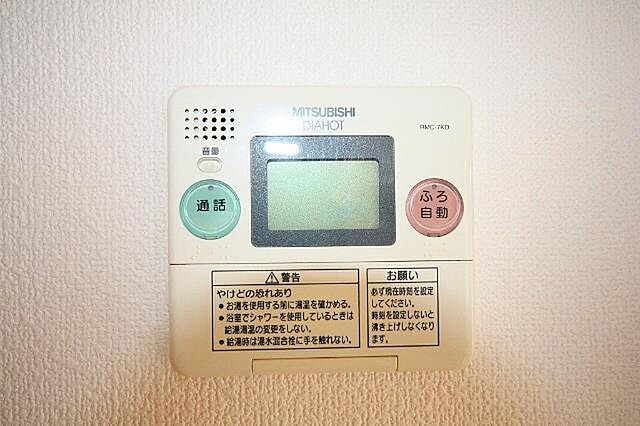 MITSUBISHI
DIAHOT
RMC-7KD
音量
通話
ふろ
自動
警告
やけどの恐れあり
●お湯を使用する前に湯温を確かめる。
●浴室でシャワーを使用しているときは
給湯温度の変更をしない。
●給湯時は湯水混合栓に手を触れない。
お願い
必ず現在時刻を設定
してください。
時刻を設定しないと
沸き上げしなくなり
ます。